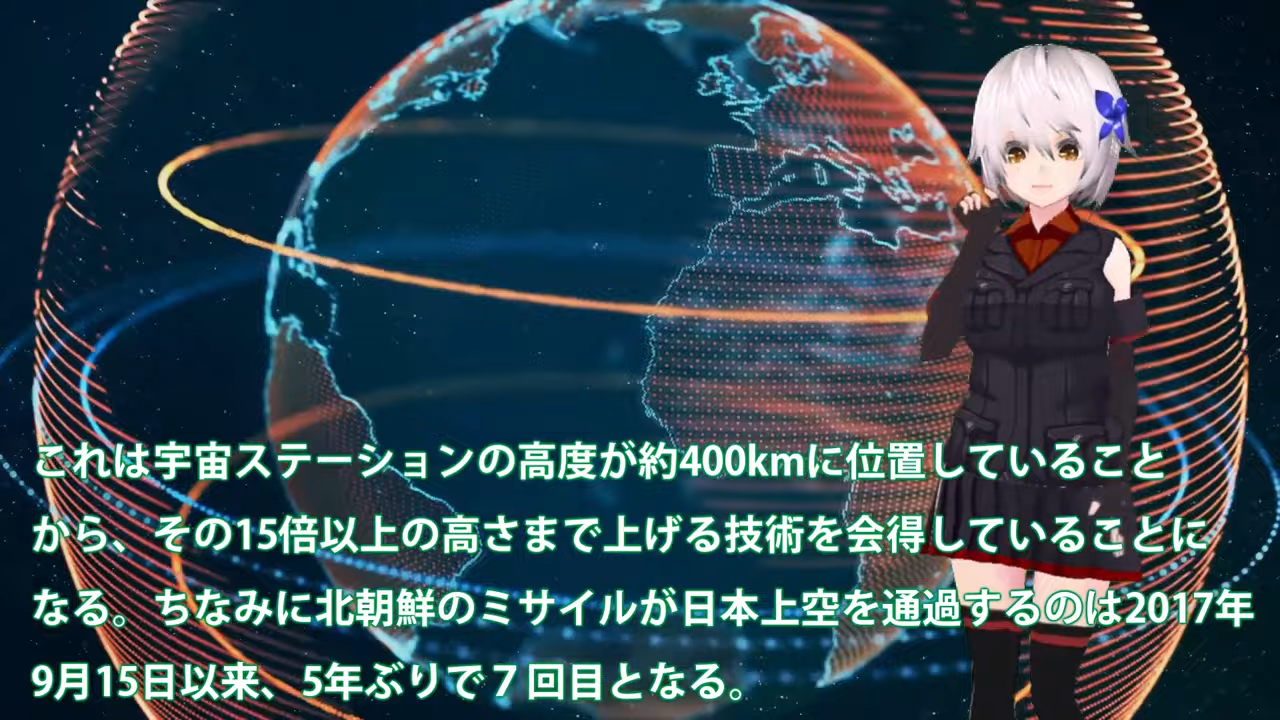 これは宇宙ステーションの高度が約400kmに位置していること
から、その15倍以上の高さまで上げる技術を会得していることに
なる。ちなみに北朝鮮のミサイルが日本上空を通過するのは2017年
9月15日以来、5年ぶりで７回目となる。